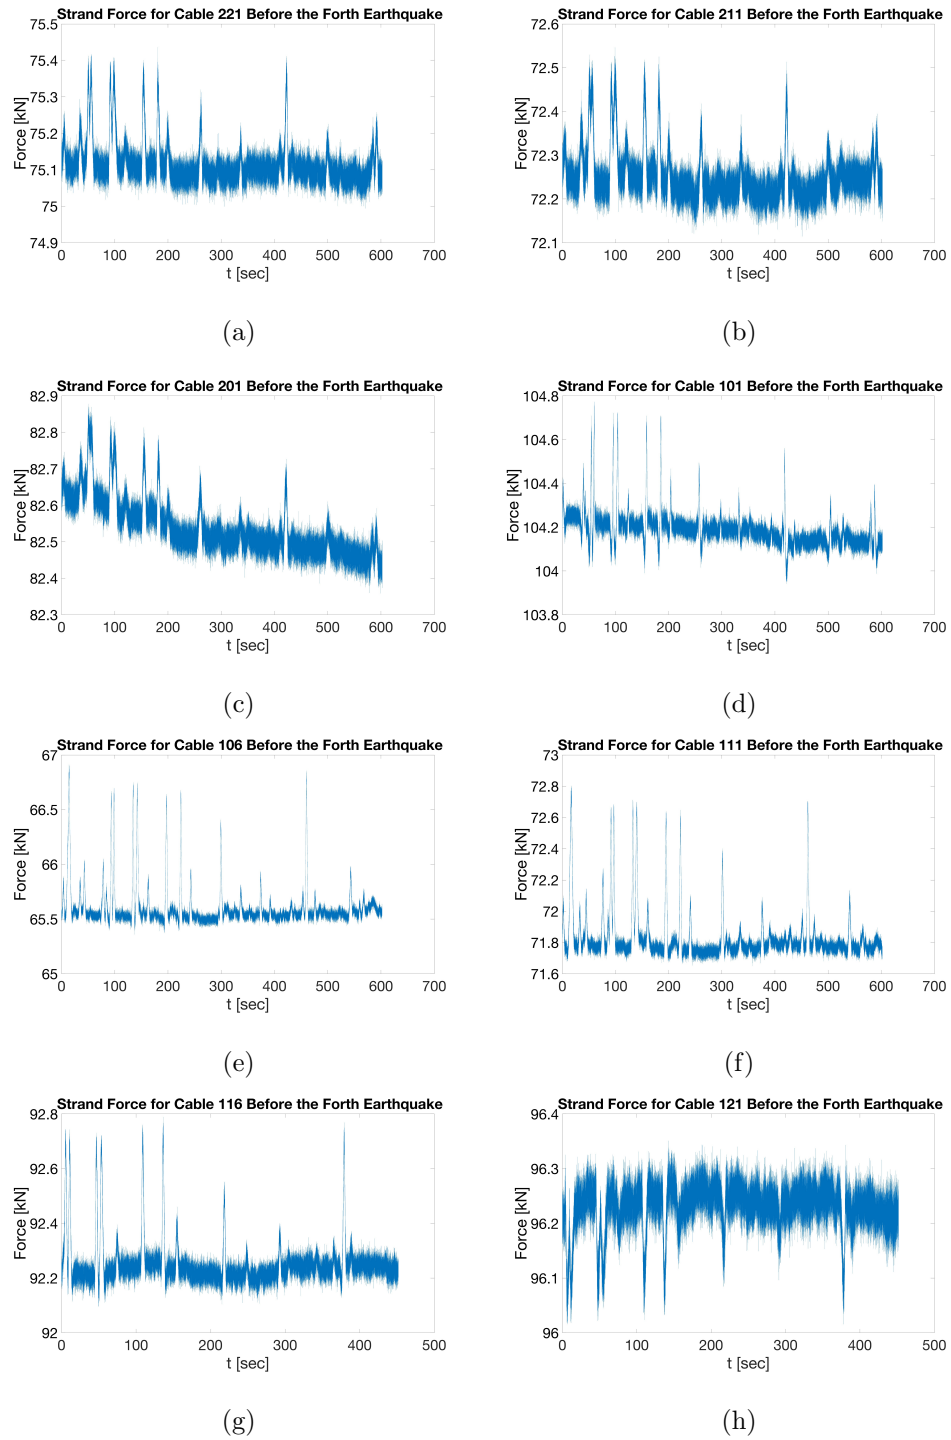 Strand Force for Cable 221 Before the Forth Earthquake
75.5
75.4
75.3
75.2
75.1
75
74.9
Force [kN]
0 100 200 300 400 500 600 700
t [sec]
(a)
Strand Force for Cable 211 Before the Forth Earthquake
72.6
72.5
72.4
72.3
72.2
72.1
Force [kN]
0 100 200 300 400 500 600 700
t [sec]
(b)
Strand Force for Cable 201 Before the Forth Earthquake
82.9
82.8
82.7
82.6
82.5
82.4
82.3
Force [kN]
0 100 200 300 400 500 600 700
t [sec]
(c)
Strand Force for Cable 101 Before the Forth Earthquake
104.8
104.6
104.4
104.2
104
103.8
Force [kN]
0 100 200 300 400 500 600 700
t [sec]
(d)
Strand Force for Cable 106 Before the Forth Earthquake
67
66.5
66
65.5
65
Force [kN]
0 100 200 300 400 500 600 700
t [sec]
(e)
Strand Force for Cable 111 Before the Forth Earthquake
73
72.8
72.6
72.4
72.2
72
71.8
71.6
Force [kN]
0 100 200 300 400 500 600 700
t [sec]
(f)
Strand Force for Cable 116 Before the Forth Earthquake
92.8
92.6
92.4
92.2
92
Force [kN]
0 100 200 300 400 500
t [sec]
(g)
Strand Force for Cable 121 Before the Forth Earthquake
96.4
96.3
96.2
96.1
96
Force [kN]
0 100 200 300 400 500
t [sec]
(h)